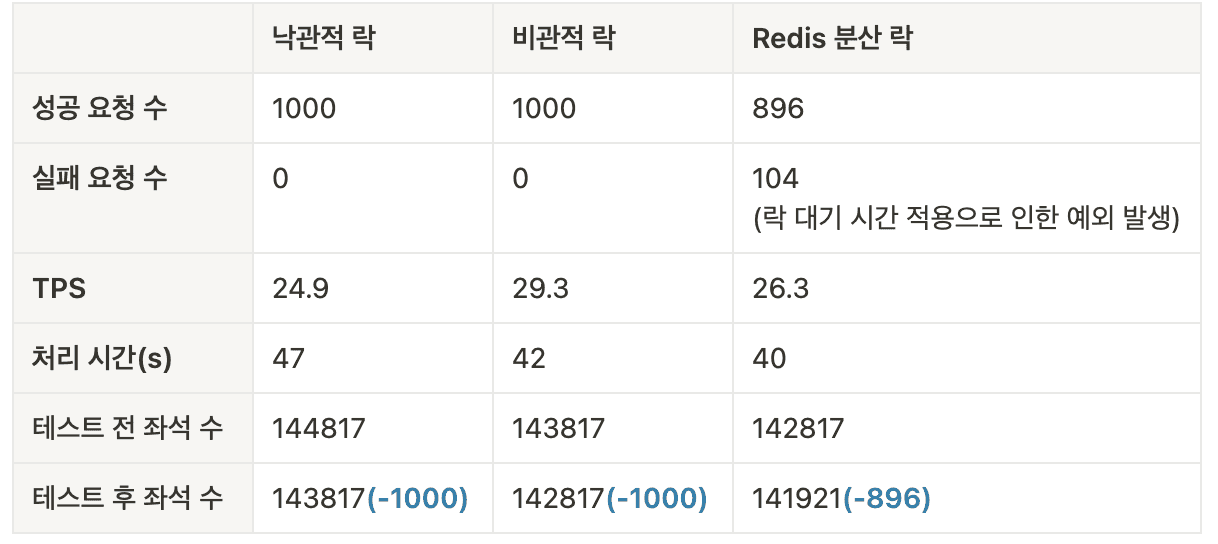 낙관적 락 비관적 락 Redis 분산 락
성공 요청 수 1000 1000 896
실패 요청 수 0 0 104
(락 대기 시간 적용으로 인한 예외 발생)
TPS 24.9 29.3 26.3
처리 시간(s) 47 42 40
테스트 전 좌석 수 144817 143817 142817
테스트 후 좌석 수 143817(-1000) 142817(-1000) 141921(-896)